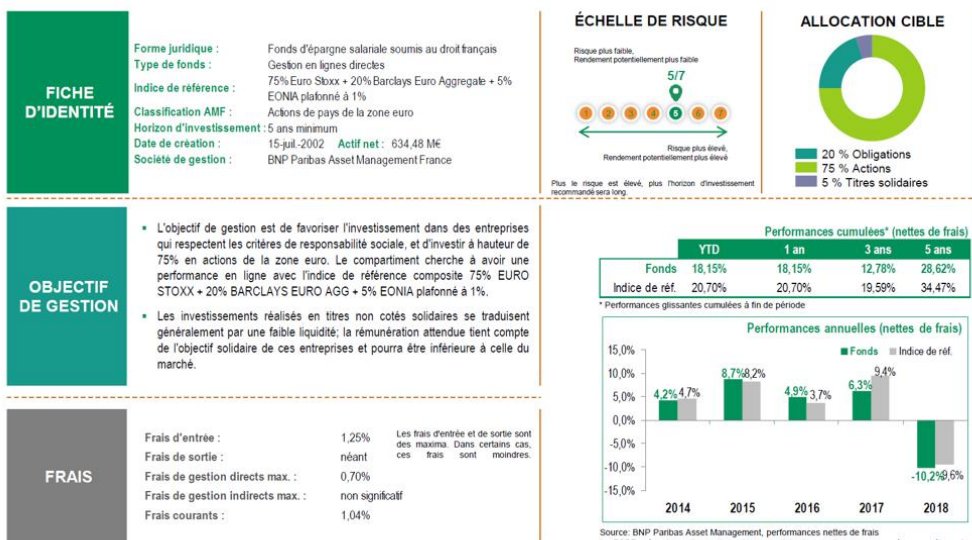 FICHE
D'IDENTITÉ
Forme juridique : Fonds d'épargne salariale soumis au droit français
Type de fonds : Gestion en lignes directes
Indice de référence : 75% Euro Stoxx + 20% Barclays Euro Aggregate + 5%
EONIA plafonné à 1%
Classification AMF : Actions de pays de la zone euro
Horizon d'investissement : 5 ans minimum
Date de création : 15-juil.-2002 Actif net : 634,48 M€
Société de gestion : BNP Paribas Asset Management France
ÉCHELLE DE RISQUE
Risque plus faible,
Rendement potentiellement plus faible
5/7
1 2 3 4 5 6 7
Risque plus élevé,
Rendement potentiellement plus élevé
Plus le risque est élevé, plus l'horizon d'investissement
recommandé sera long.
ALLOCATION CIBLE
20 % Obligations
75 % Actions
5 % Titres solidaires
OBJECTIF
DE GESTION
▪ L'objectif de gestion est de favoriser l'investissement dans des entreprises
qui respectent les critères de responsabilité sociale, et d'investir à hauteur de
75% en actions de la zone euro. Le compartiment cherche à avoir une
performance en ligne avec l'indice de référence composite 75% EURO
STOXX + 20% BARCLAYS EURO AGG + 5% EONIA plafonné à 1%.
▪ Les investissements réalisés en titres non cotés solidaires se traduisent
généralement par une faible liquidité; la rémunération attendue tient compte
de l'objectif solidaire de ces entreprises et pourra être inférieure à celle du
marché.
Performances cumulées* (nettes de frais)
YTD 1 an 3 ans 5 ans
Fonds 18,15% 18,15% 12,78% 28,62%
Indice de réf. 20,70% 20,70% 19,59% 34,47%
* Performances glissantes cumulées à fin de période
Performances annuelles (nettes de frais)
Fonds Indice de réf.
15,0%
10,0%
5,0%
0,0%
-5,0%
-10,0%
-15,0%
4,2% 4,7%
8,7% 8,2%
4,9% 3,7%
6,3% 9,4%
-10,2% -9,6%
2014 2015 2016 2017 2018
Source: BNP Paribas Asset Management, performances nettes de frais
FRAIS
Frais d'entrée : 1,25%
Frais de sortie : néant
Frais de gestion directs max. : 0,70%
Frais de gestion indirects max. : non significatif
Frais courants : 1,04%
Les frais d'entrée et de sortie sont
des maxima. Dans certains cas,
ces frais sont moindres.